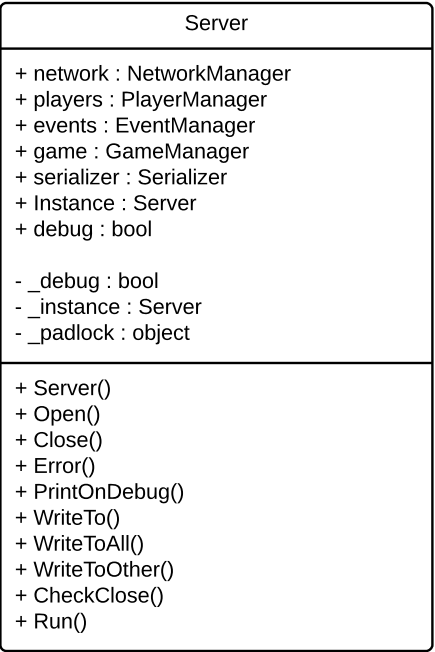 Server
+ network : NetworkManager
+ players : PlayerManager
+ events : EventManager
+ game : GameManager
+ serializer : Serializer
+ Instance : Server
+ debug : bool
- _debug : bool
- _instance : Server
- _padlock : object
+ Server()
+ Open()
+ Close()
+ Error()
+ PrintOnDebug()
+ WriteTo()
+ WriteToAll()
+ WriteToOther()
+ CheckClose()
+ Run()